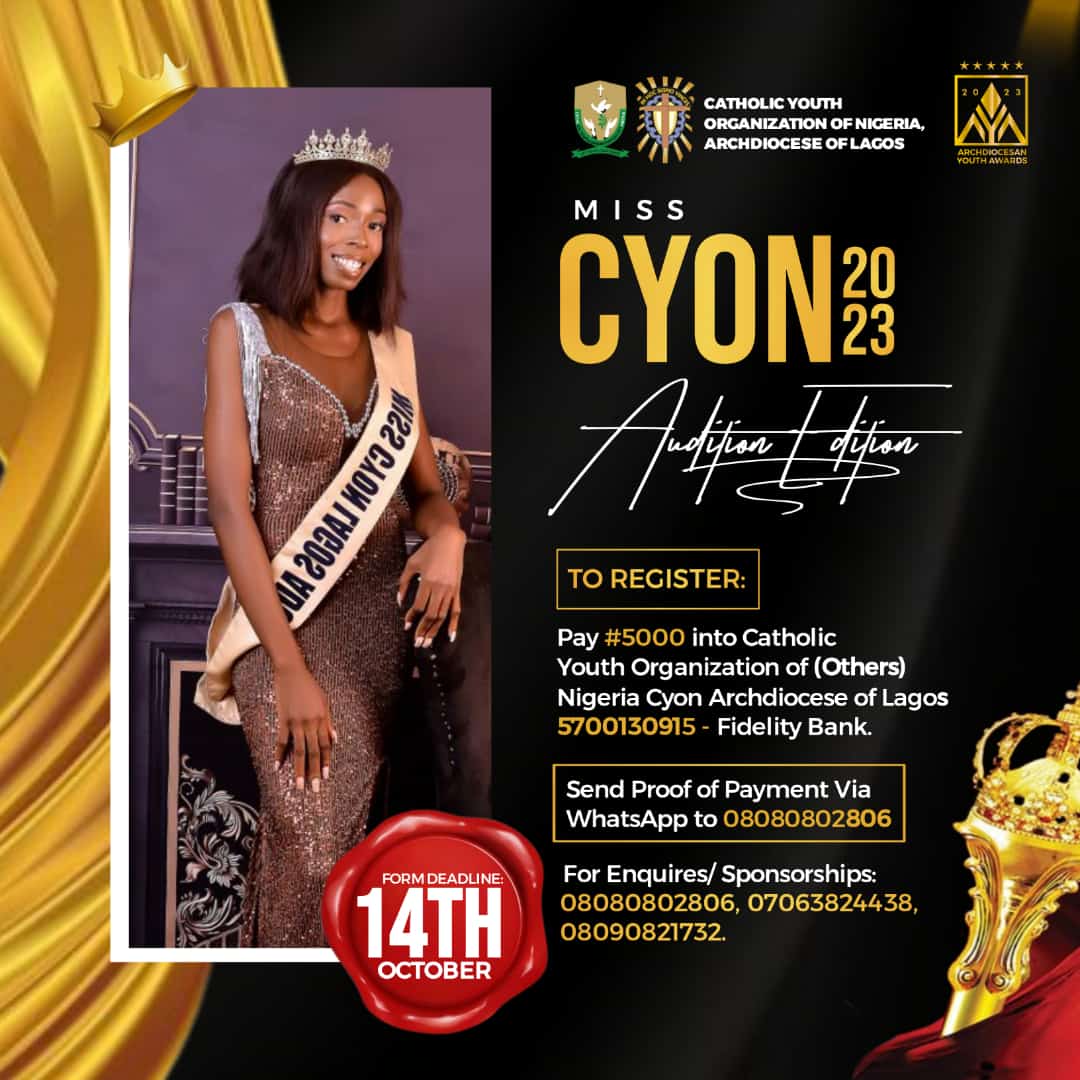 CATHOLIC YOUTH
ORGANIZATION OF NIGERIA,
ARCHDIOCESE OF LAGOS
★★★★★
2023
ARCHDIOCESAN
YOUTH AWARDS
MISS
CYON 2023
Audition Edition
MISS CYON LAGOS AD
TO REGISTER:
Pay #5000 into Catholic
Youth Organization of (Others)
Nigeria Cyon Archdiocese of Lagos
5700130915 - Fidelity Bank.
Send Proof of Payment Via
WhatsApp to 08080802806
For Enquires/ Sponsorships:
08080802806, 07063824438,
08090821732.
FORM DEADLINE:
14TH
OCTOBER